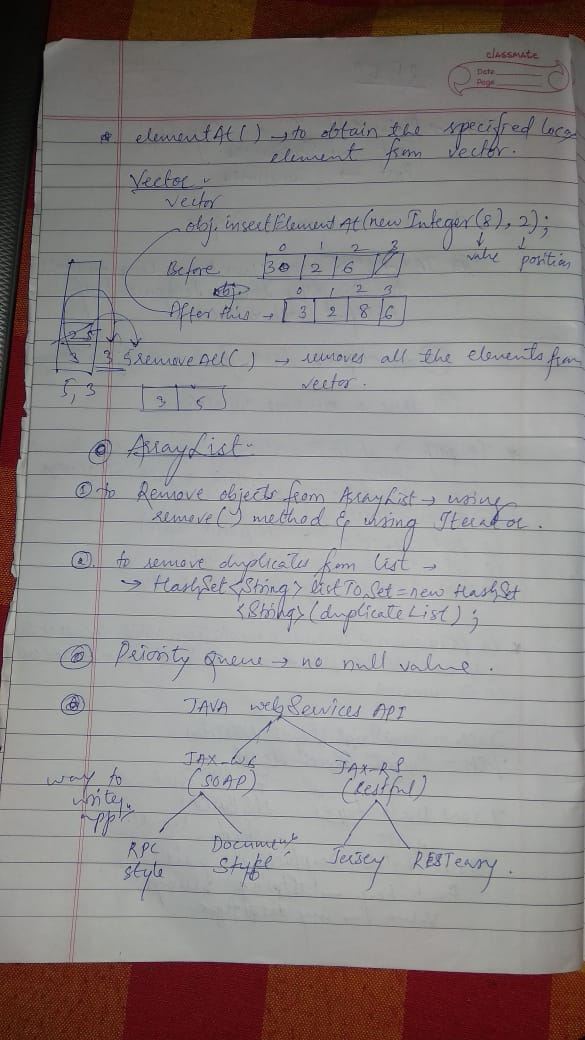 classmate
Date
Page
* elementAt() → to obtain the specified loca
element from vector.
Vector.
vector
obj.insertElementAt(new Integer(8), 2);
value position
0 1 2 3
Before 30 2 6
obj.
0 1 2 3
After this → 3 2 8 6
3 5 removeAll() → removes all the elements from
vector.
2 5
3
5, 3
3 5
ArrayList
① to Remove objects from ArrayList → using
remove() method & using Iterator.
② to remove duplicates from list →
→ HashSet<String> listToSet = new HashSet
<String>(duplicateList);
Priority Queue → no null value.
JAVA webServices API
JAX-WS JAX-RS
(SOAP) (Restful)
way to
write
app
RPC Document Jersey RESTeasy.
style style